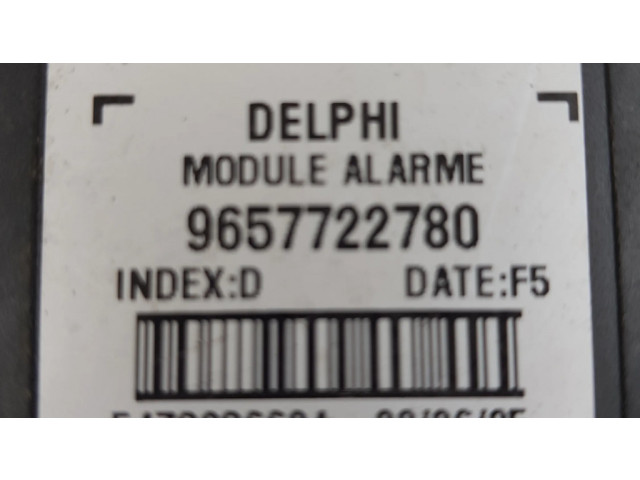 DELPHI
MODULE ALARME
9657722780
INDEX:D DATE:F5